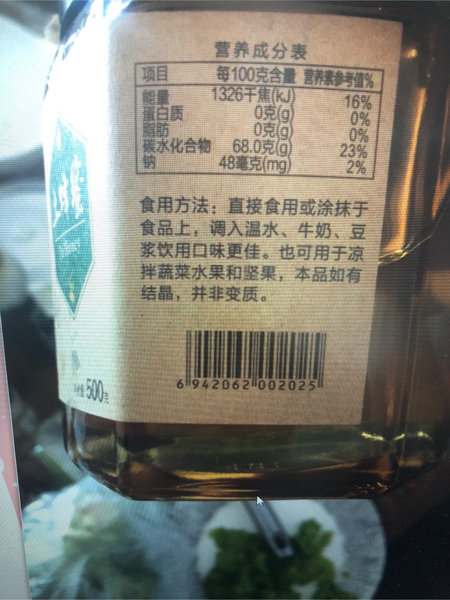 营养成分表
项目 每100克含量 营养素参考值%
能量 1326千焦(kJ) 16%
蛋白质 0克(g) 0%
脂肪 0克(g) 0%
碳水化合物 68.0克(g) 23%
钠 48毫克(mg) 2%
食用方法：直接食用或涂抹于
食品上，调入温水、牛奶、豆
浆饮用口味更佳。也可用于凉
拌蔬菜水果和坚果，本品如有
结晶，并非变质。
6 942062 002025
500克